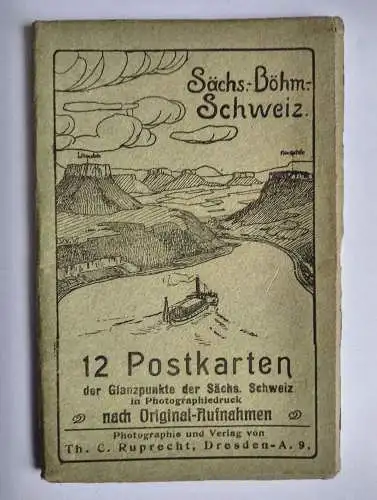 Sächs.-Böhm.-
Schweiz.
Lilienstein
12 Postkarten
der Glanzpunkte der Sächs. Schweiz
in Photographiedruck
nach Original-Aufnahmen
Photographie und Verlag von
Th. C. Ruprecht, Dresden-A. 9.